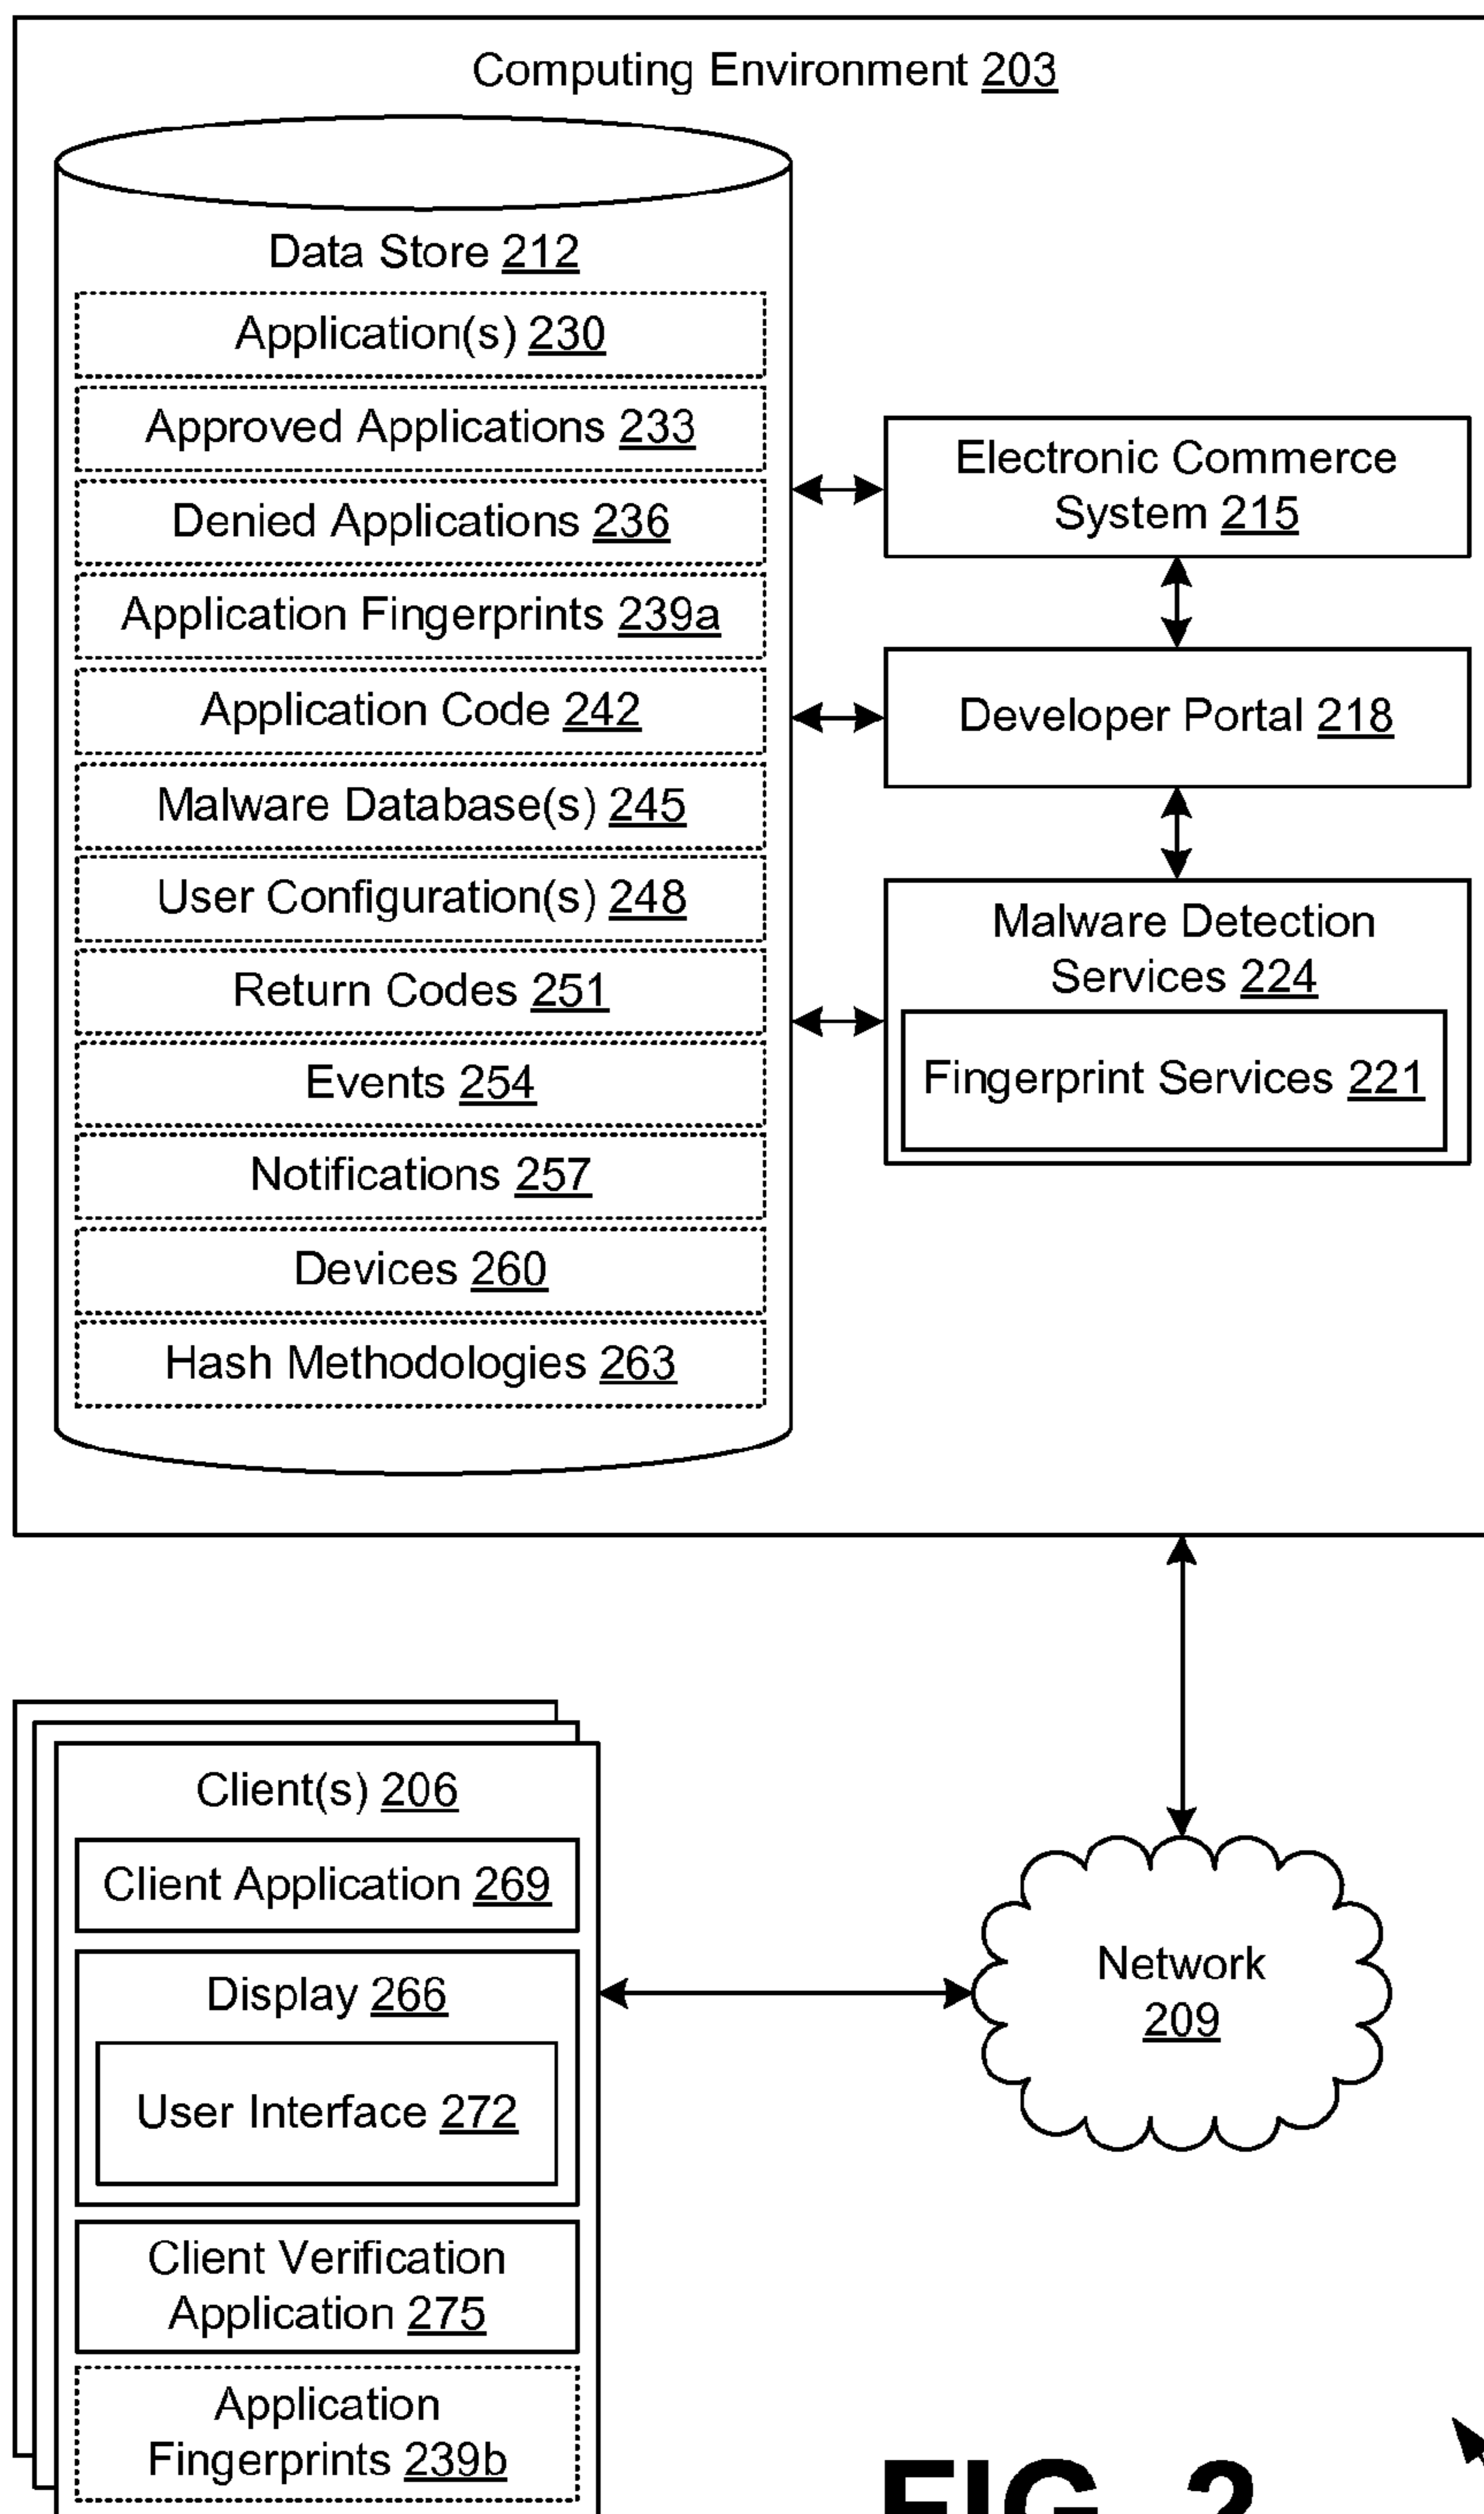 Computing Environment 203
Data Store 212
Application(s) 230
Approved Applications 233
Denied Applications 236
Application Fingerprints 239a
Application Code 242
Malware Database(s) 245
User Configuration(s) 248
Return Codes 251
Events 254
Notifications 257
Devices 260
Hash Methodologies 263
Electronic Commerce
System 215
Developer Portal 218
Malware Detection
Services 224
Fingerprint Services 221
Client(s) 206
Client Application 269
Display 266
User Interface 272
Client Verification
Application 275
Application
Fingerprints 239b
Network
209
FIG. 2